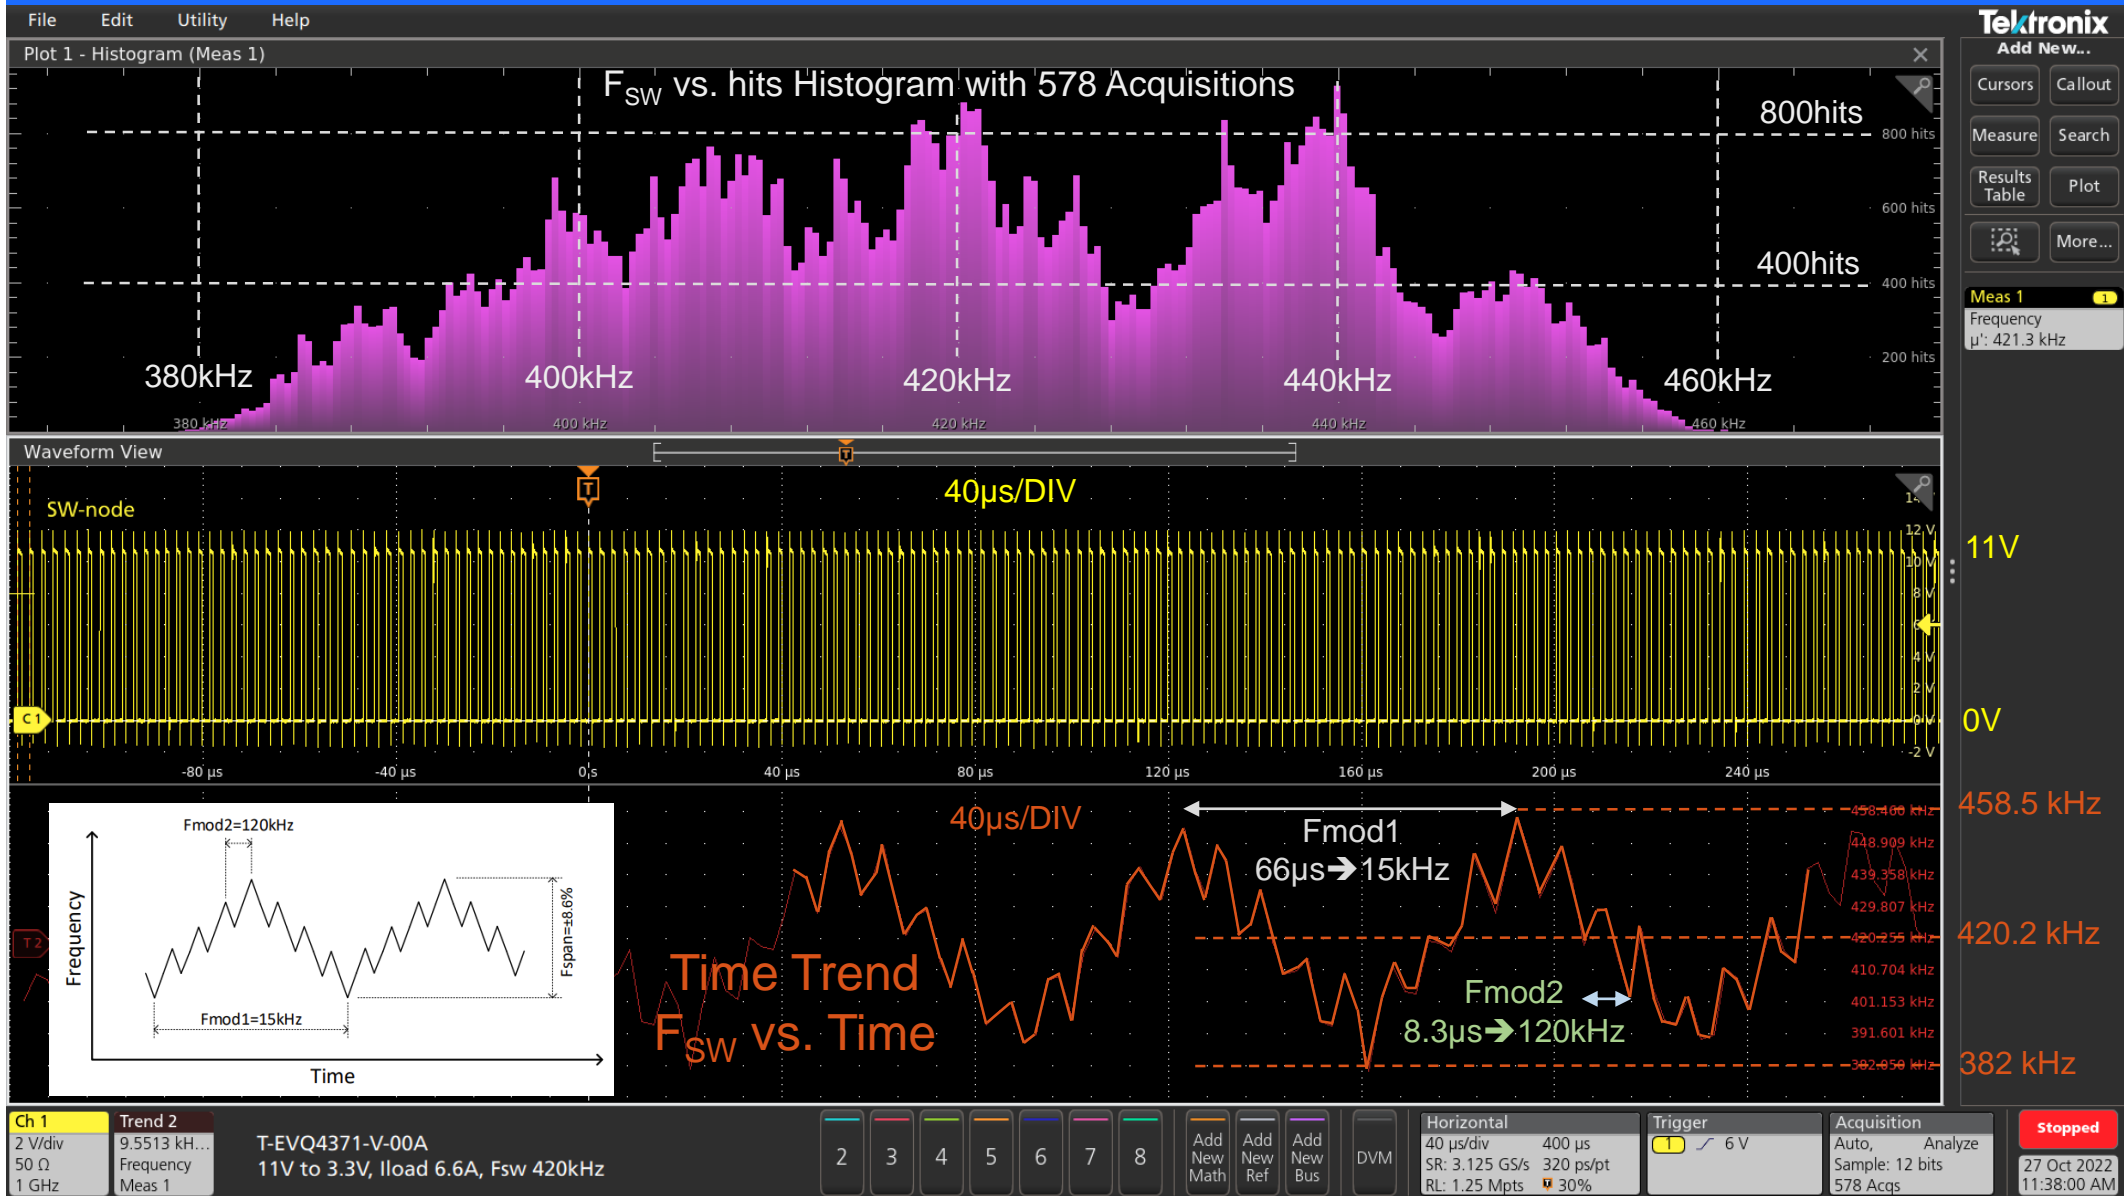 File Edit Utility Help
Tektronix
Add New...
Plot 1 - Histogram (Meas 1)
FSW vs. hits Histogram with 578 Acquisitions
Cursors Callout
Measure Search
Results Table Plot
More...
800hits
800 hits
600 hits
400hits
400 hits
200 hits
380kHz 400kHz 420kHz 440kHz 460kHz
380 kHz 400 kHz 420 kHz 440 kHz 460 kHz
Meas 1 1
Frequency
µ': 421.3 kHz
Waveform View
T
T
40µs/DIV
SW-node
12 V
10 V
8 V
4 V
2 V
0V
-2 V
11V
0V
C 1
-80 µs -40 µs 0 s 40 µs 80 µs 120 µs 160 µs 200 µs 240 µs
40µs/DIV
Fmod1
66µs➔15kHz
458.460 kHz
448.909 kHz
439.358 kHz
429.807 kHz
420.255 kHz
410.704 kHz
401.153 kHz
391.601 kHz
382.050 kHz
458.5 kHz
420.2 kHz
382 kHz
T 2
Time Trend
FSW vs. Time
Fmod2
8.3µs➔120kHz
Fmod2=120kHz
Frequency
Fspan=±8.6%
Fmod1=15kHz
Time
Ch 1
2 V/div
50 Ω
1 GHz
Trend 2
9.5513 kH...
Frequency
Meas 1
T-EVQ4371-V-00A
11V to 3.3V, Iload 6.6A, Fsw 420kHz
2 3 4 5 6 7 8
Add New Math
Add New Ref
Add New Bus
DVM
Horizontal
40 µs/div 400 µs
SR: 3.125 GS/s 320 ps/pt
RL: 1.25 Mpts 30%
Trigger
1 6 V
Acquisition
Auto, Analyze
Sample: 12 bits
578 Acqs
Stopped
27 Oct 2022
11:38:00 AM